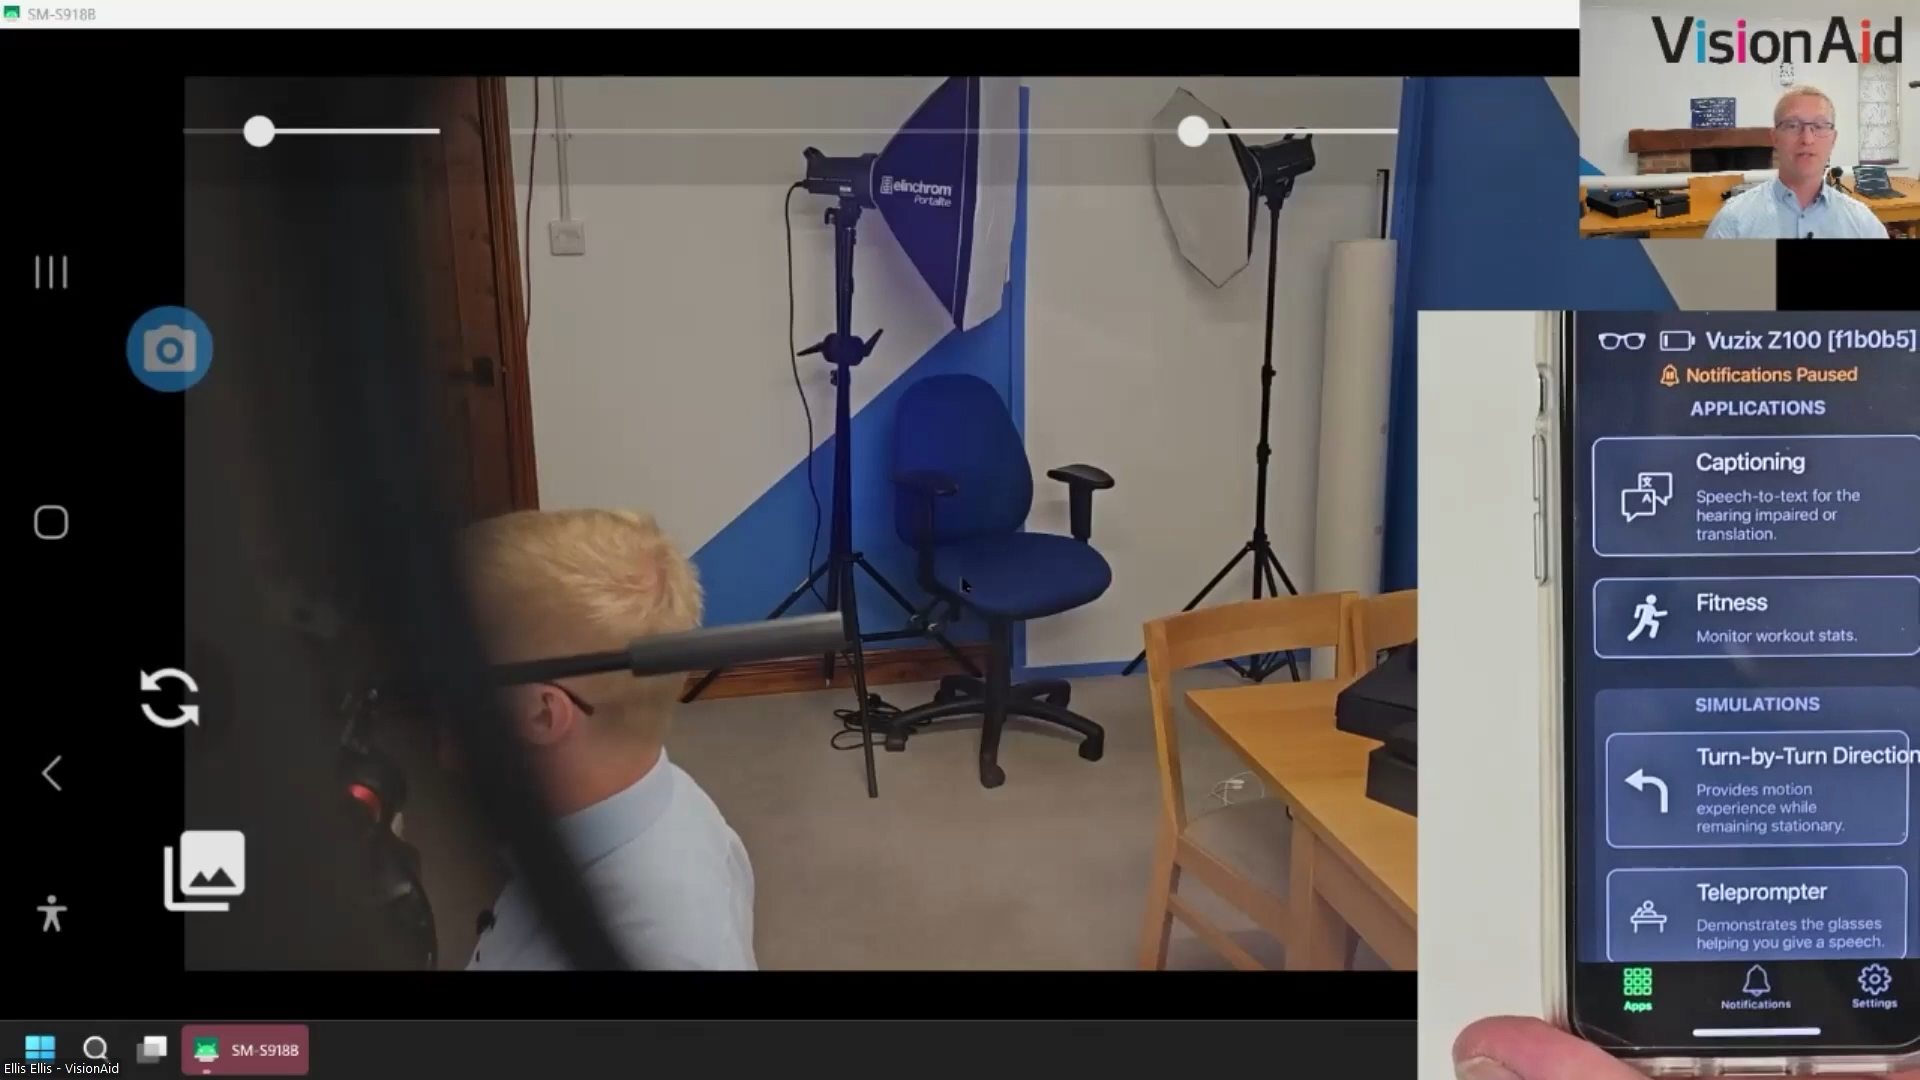 SM-S918B
VisionAid
elinchrom
Portalite
Vuzix Z100 [f1b0b5]
Notifications Paused
APPLICATIONS
Captioning
Speech-to-text for the
hearing impaired or
translation.
Fitness
Monitor workout stats.
SIMULATIONS
Turn-by-Turn Direction
Provides motion
experience while
remaining stationary.
Teleprompter
Demonstrates the glasses
helping you give a speech.
Apps
Notifications
Settings
SM-S918B
Ellis Ellis - VisionAid